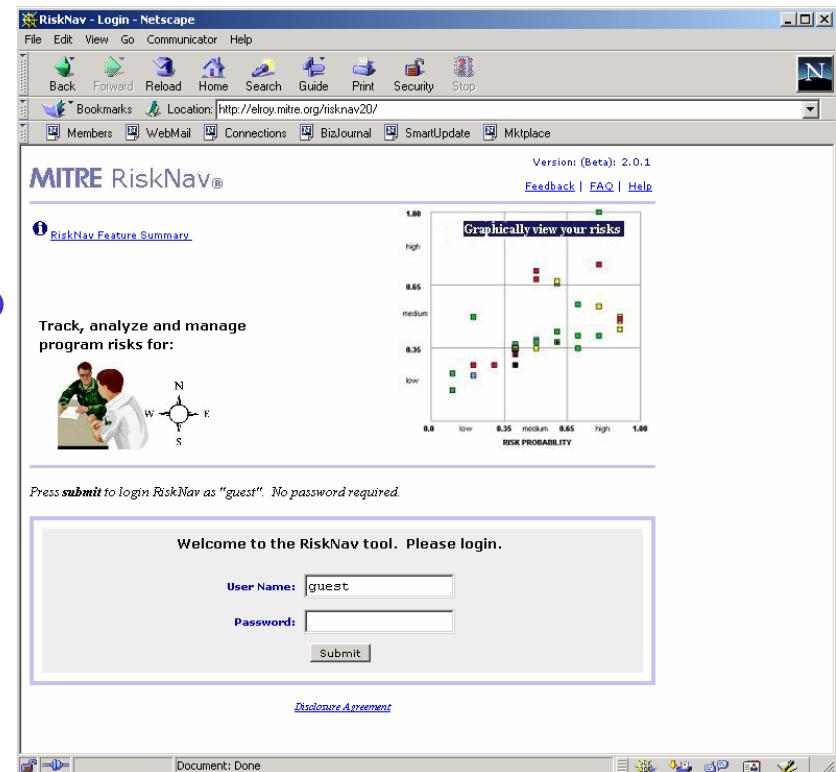 RiskNav - Login - Netscape
File Edit View Go Communicator Help
Back Forward Reload Home Search Guide Print Security Stop
N
Bookmarks Location: http://elroy.mitre.org/risknav20/
Members WebMail Connections BizJournal SmartUpdate Mktplace
Version: (Beta): 2.0.1
MITRE RiskNav®
Feedback | FAQ | Help
RiskNav Feature Summary
Track, analyze and manage
program risks for:
N
W E
S
1.00
Graphically view your risks
high
0.65
medium
0.35
low
0.0 low 0.35 medium 0.65 high 1.00
RISK PROBABILITY
Press submit to login RiskNav as "guest". No password required.
Welcome to the RiskNav tool. Please login.
User Name: guest
Password:
Submit
Disclosure Agreement
Document: Done